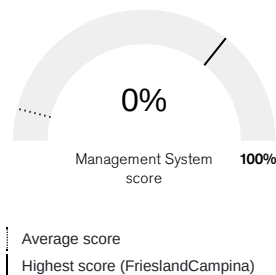 0%
Management System 100%
score
Average score
Highest score (FrieslandCampina)